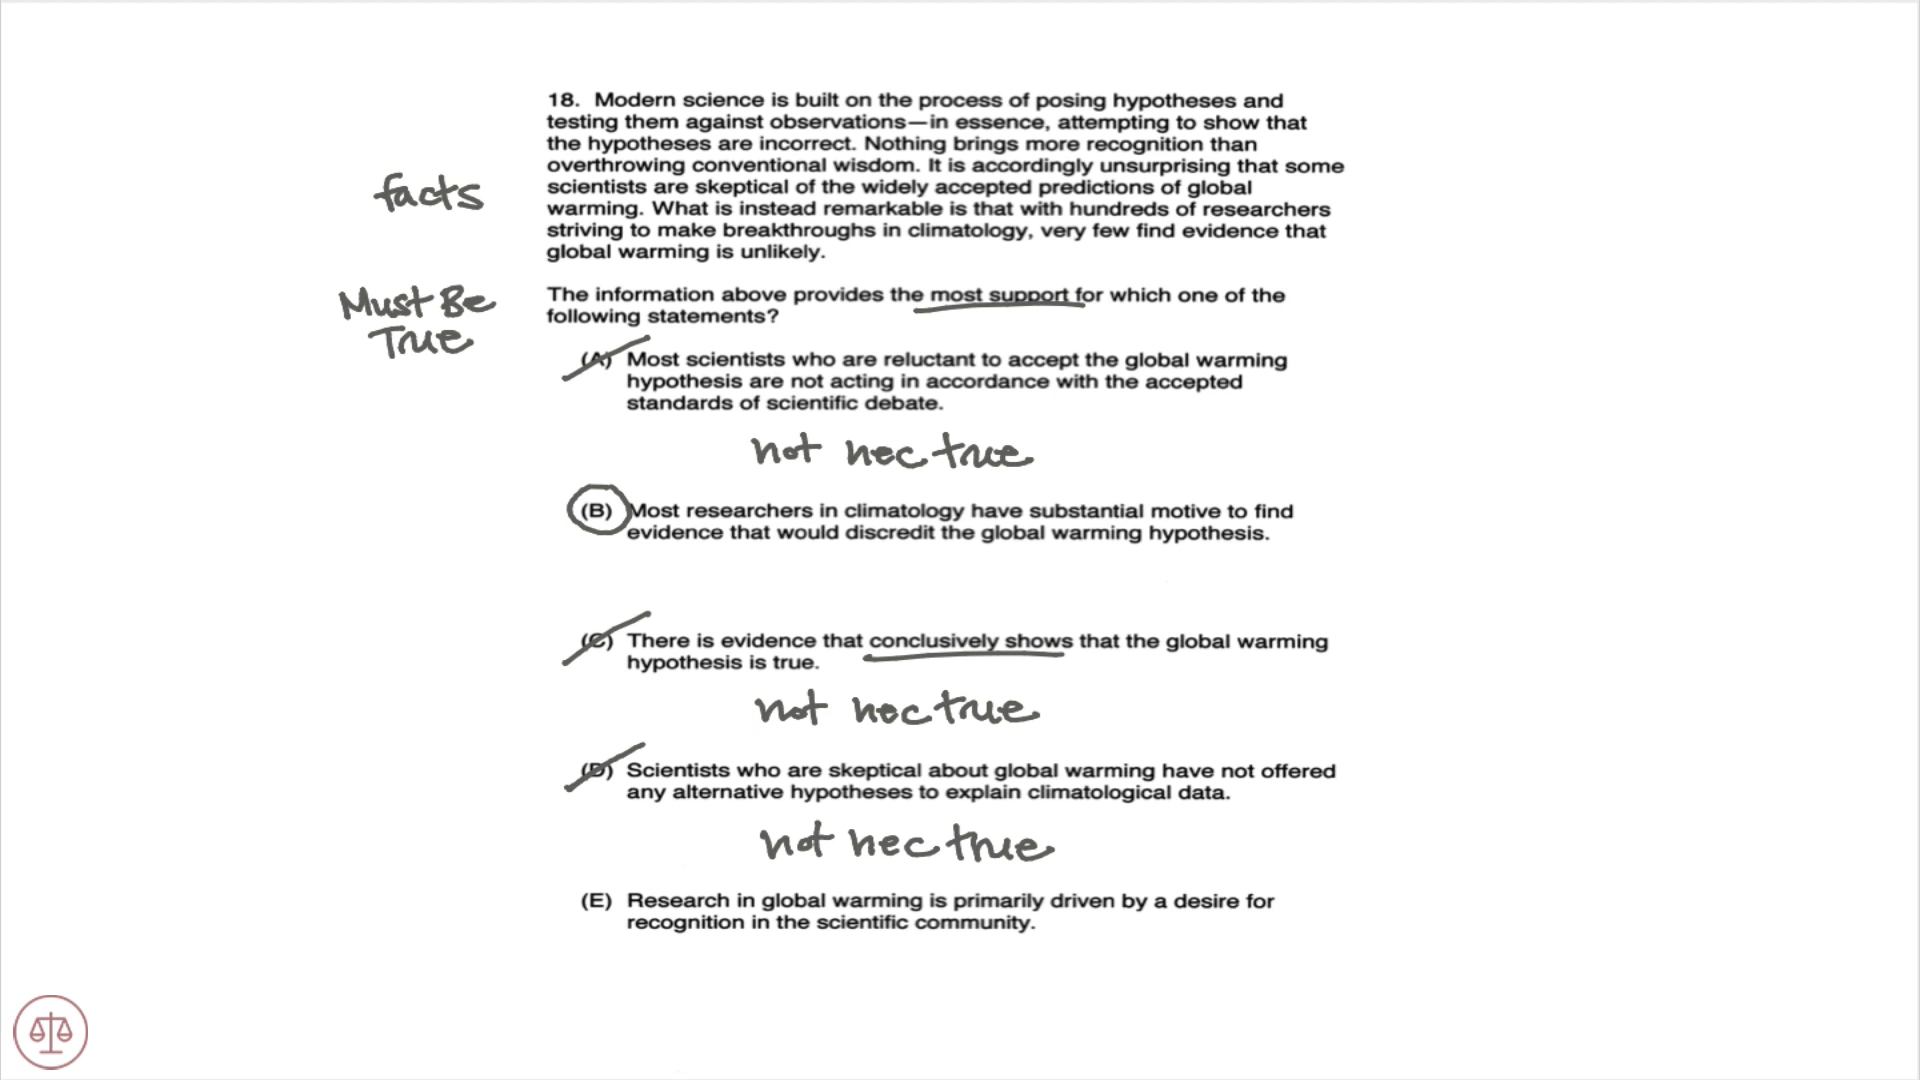 18. Modern science is built on the process of posing hypotheses and
testing them against observations—in essence, attempting to show that
the hypotheses are incorrect. Nothing brings more recognition than
overthrowing conventional wisdom. It is accordingly unsurprising that some
scientists are skeptical of the widely accepted predictions of global
warming. What is instead remarkable is that with hundreds of researchers
striving to make breakthroughs in climatology, very few find evidence that
global warming is unlikely.
facts
The information above provides the most support for which one of the
following statements?
Must Be
True
(A) Most scientists who are reluctant to accept the global warming
hypothesis are not acting in accordance with the accepted
standards of scientific debate.
not nec true
(B) Most researchers in climatology have substantial motive to find
evidence that would discredit the global warming hypothesis.
(C) There is evidence that conclusively shows that the global warming
hypothesis is true.
not nec true
(D) Scientists who are skeptical about global warming have not offered
any alternative hypotheses to explain climatological data.
not nec true
(E) Research in global warming is primarily driven by a desire for
recognition in the scientific community.